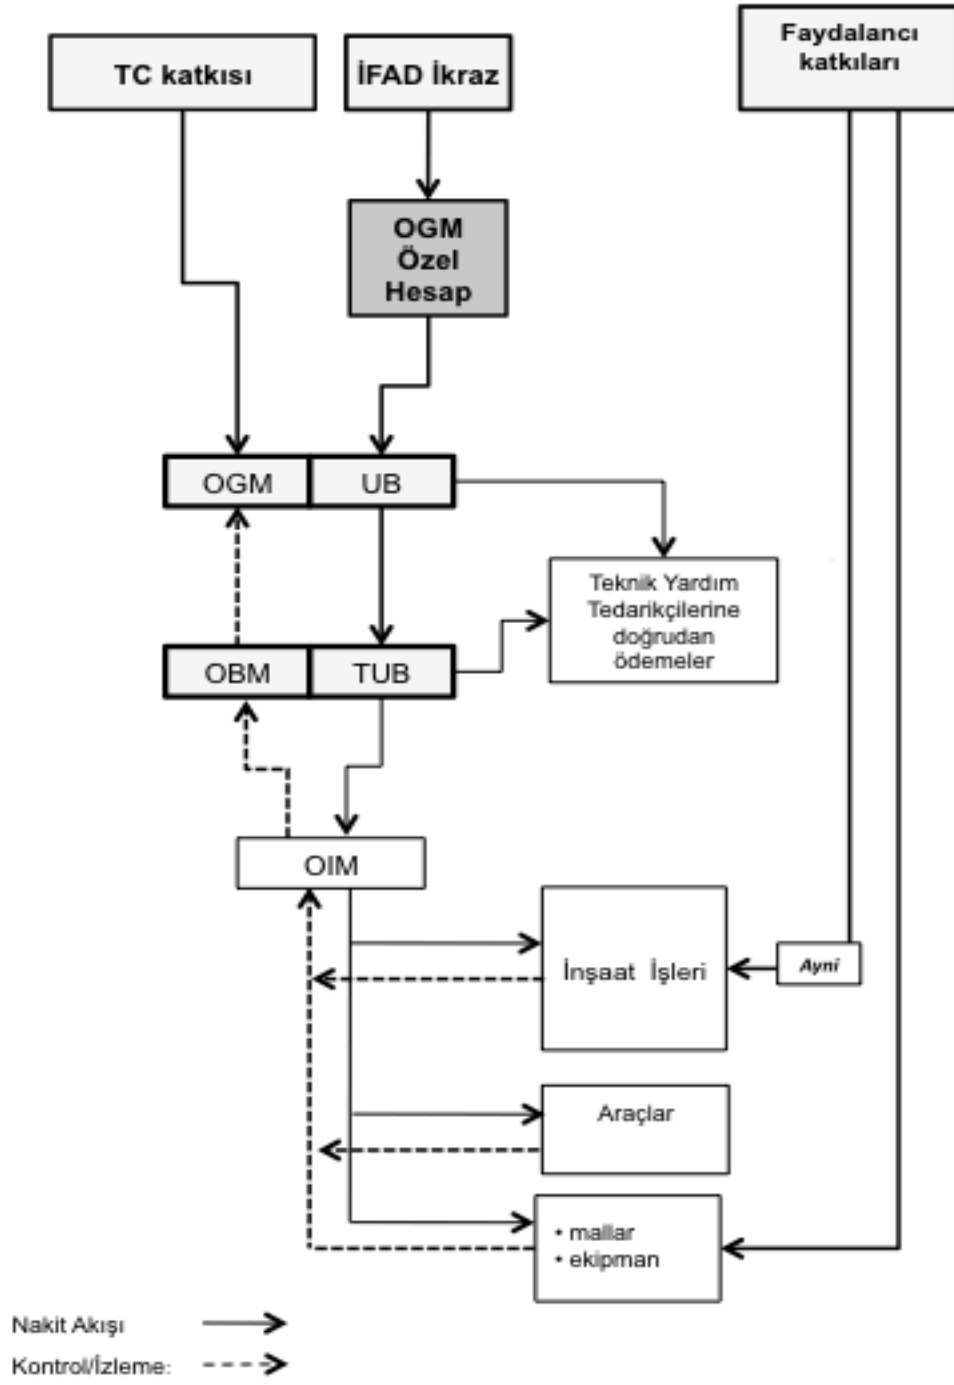 TC katkısı
İFAD İkraz
Faydalancı
katkıları
OGM
Özel
Hesap
OGM
UB
Teknik Yardım
Tedarikçilerine
doğrudan
ödemeler
OBM
TUB
OIM
İnşaat İşleri
Ayni
Araçlar
• mallar
• ekipman
Nakit Akışı
Kontrol/İzleme: